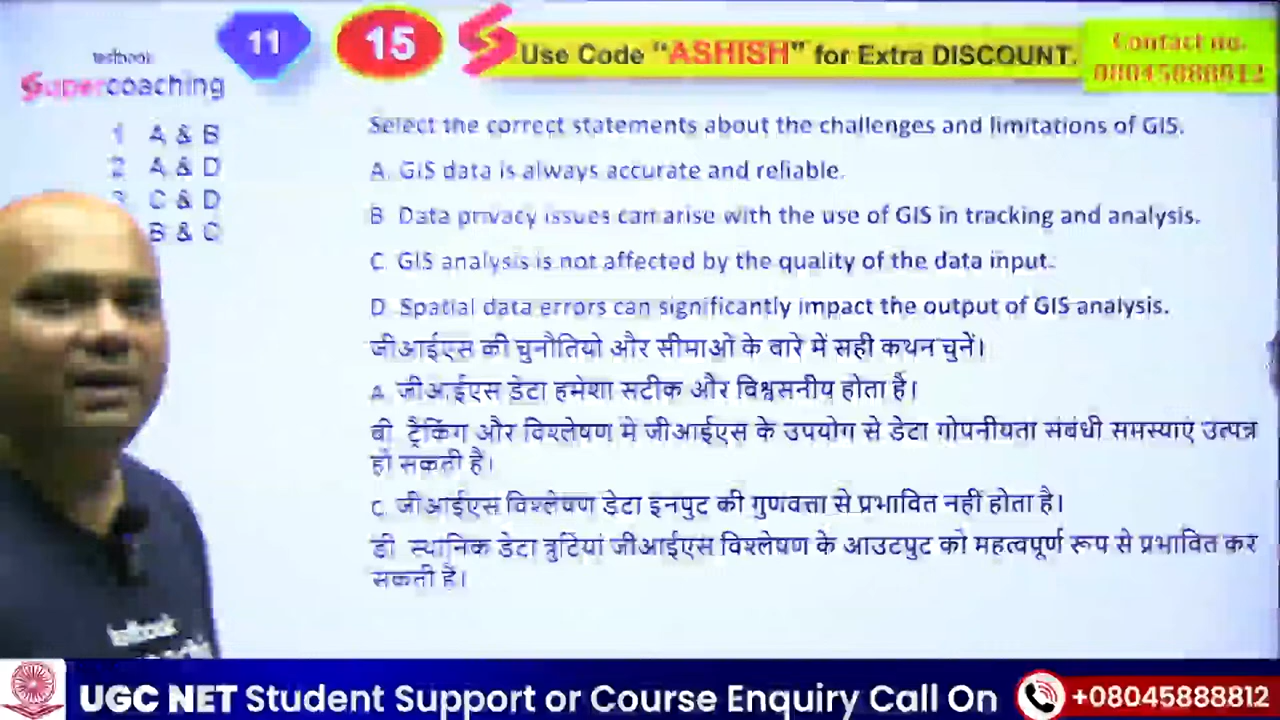 testbook
Supercoaching
11
15
Use Code "ASHISH" for Extra DISCOUNT.
Contact no.
08045888812
1 A & B
2 A & D
3 C & D
B & C
Select the correct statements about the challenges and limitations of GIS.
A. GIS data is always accurate and reliable.
B Data privacy issues can arise with the use of GIS in tracking and analysis.
C. GIS analysis is not affected by the quality of the data input.
D Spatial data errors can significantly impact the output of GIS analysis.
जीआईएस की चुनौतियो और सीमाओ के बारे में सही कथन चुनें।
A. जीआईएस डेटा हमेशा सटीक और विश्वसनीय होता है।
बी ट्रैकिंग और विश्लेषण में जीआईएस के उपयोग से डेटा गोपनीयता संबंधी समस्याएं उत्पन्न
हो सकती हैं।
C. जीआईएस विश्लेषण डेटा इनपुट की गुणवत्ता से प्रभावित नहीं होता है।
डी स्थानिक डेटा त्रुटियां जीआईएस विश्लेषण के आउटपुट को महत्वपूर्ण रूप से प्रभावित कर
सकती हैं।
testbook
UGC NET Student Support or Course Enquiry Call On
+08045888812